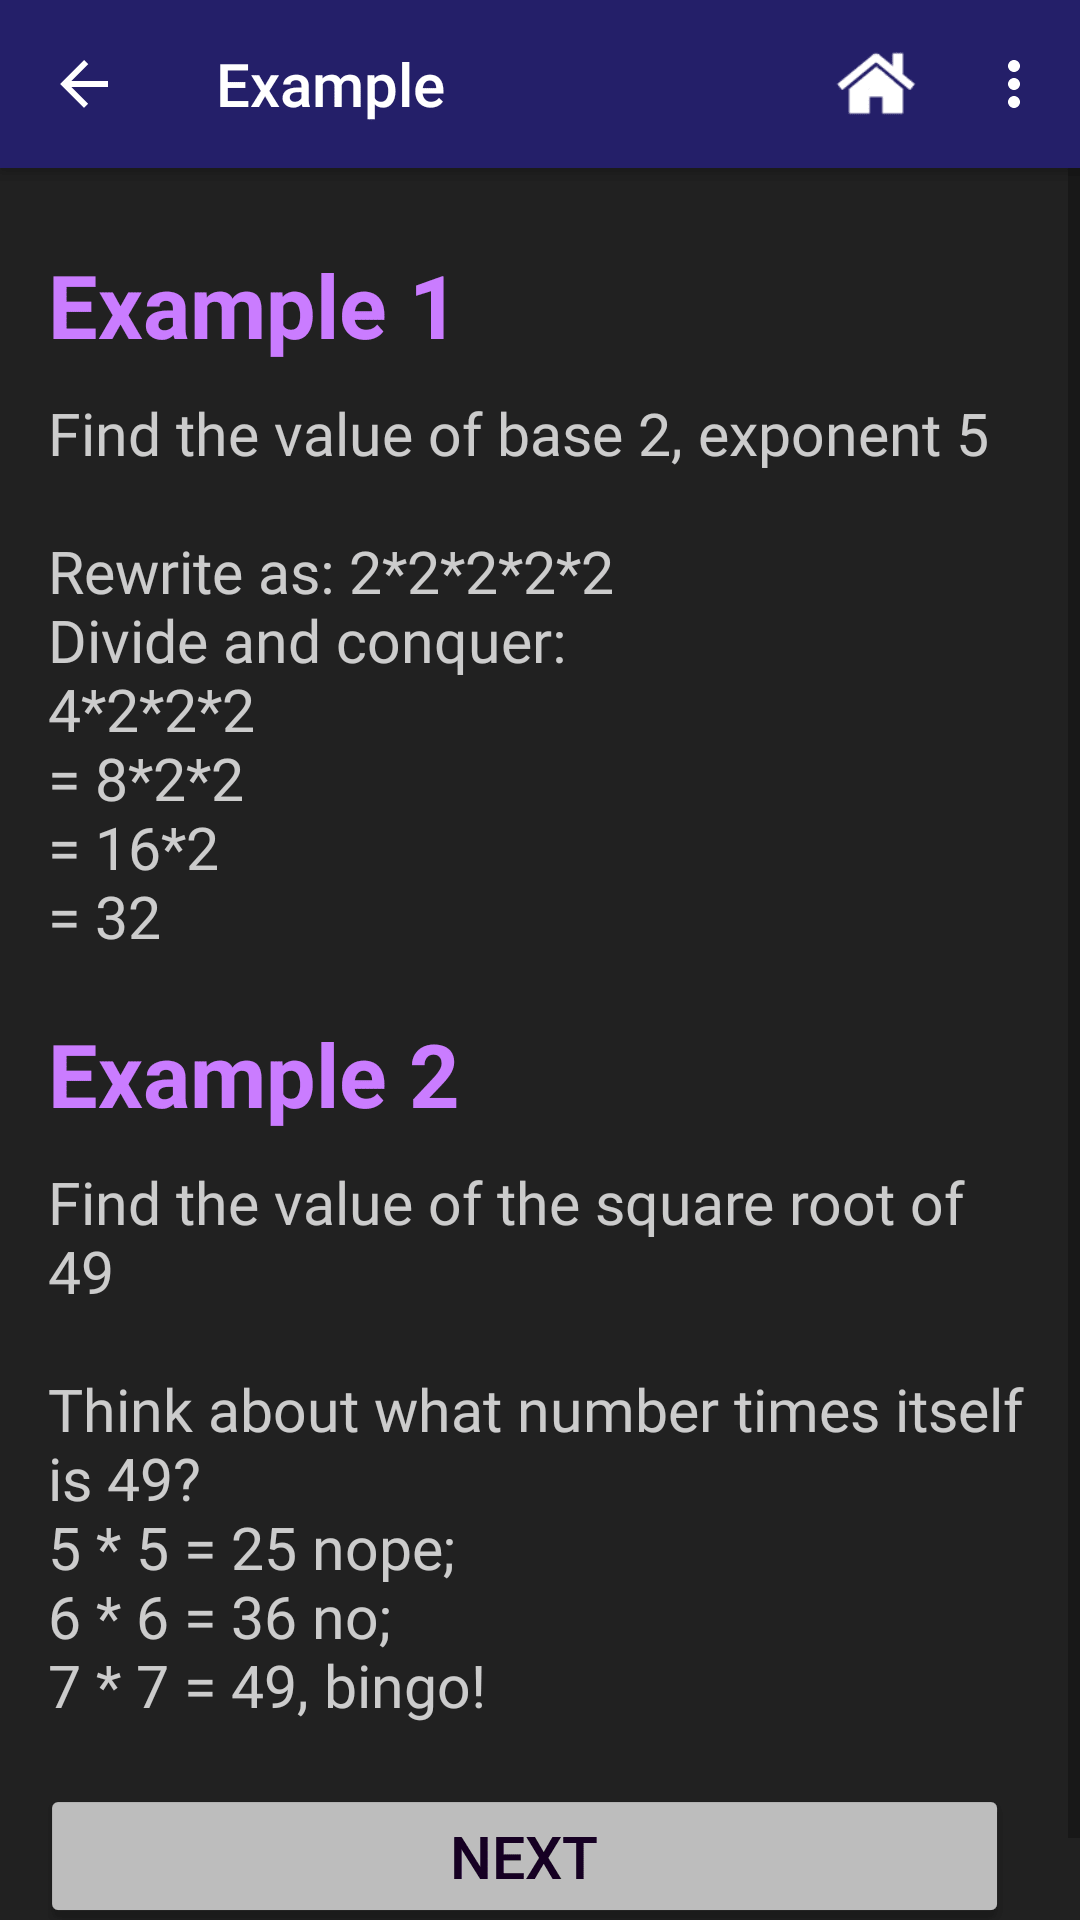 Example
Example 1
Find the value of base 2, exponent 5
Rewrite as: 2*2*2*2*2
Divide and conquer:
4*2*2*2
= 8*2*2
= 16*2
= 32
Example 2
Find the value of the square root of
49
Think about what number times itself
is 49?
5 * 5 = 25 nope;
6 * 6 = 36 no;
7 * 7 = 49, bingo!
NEXT